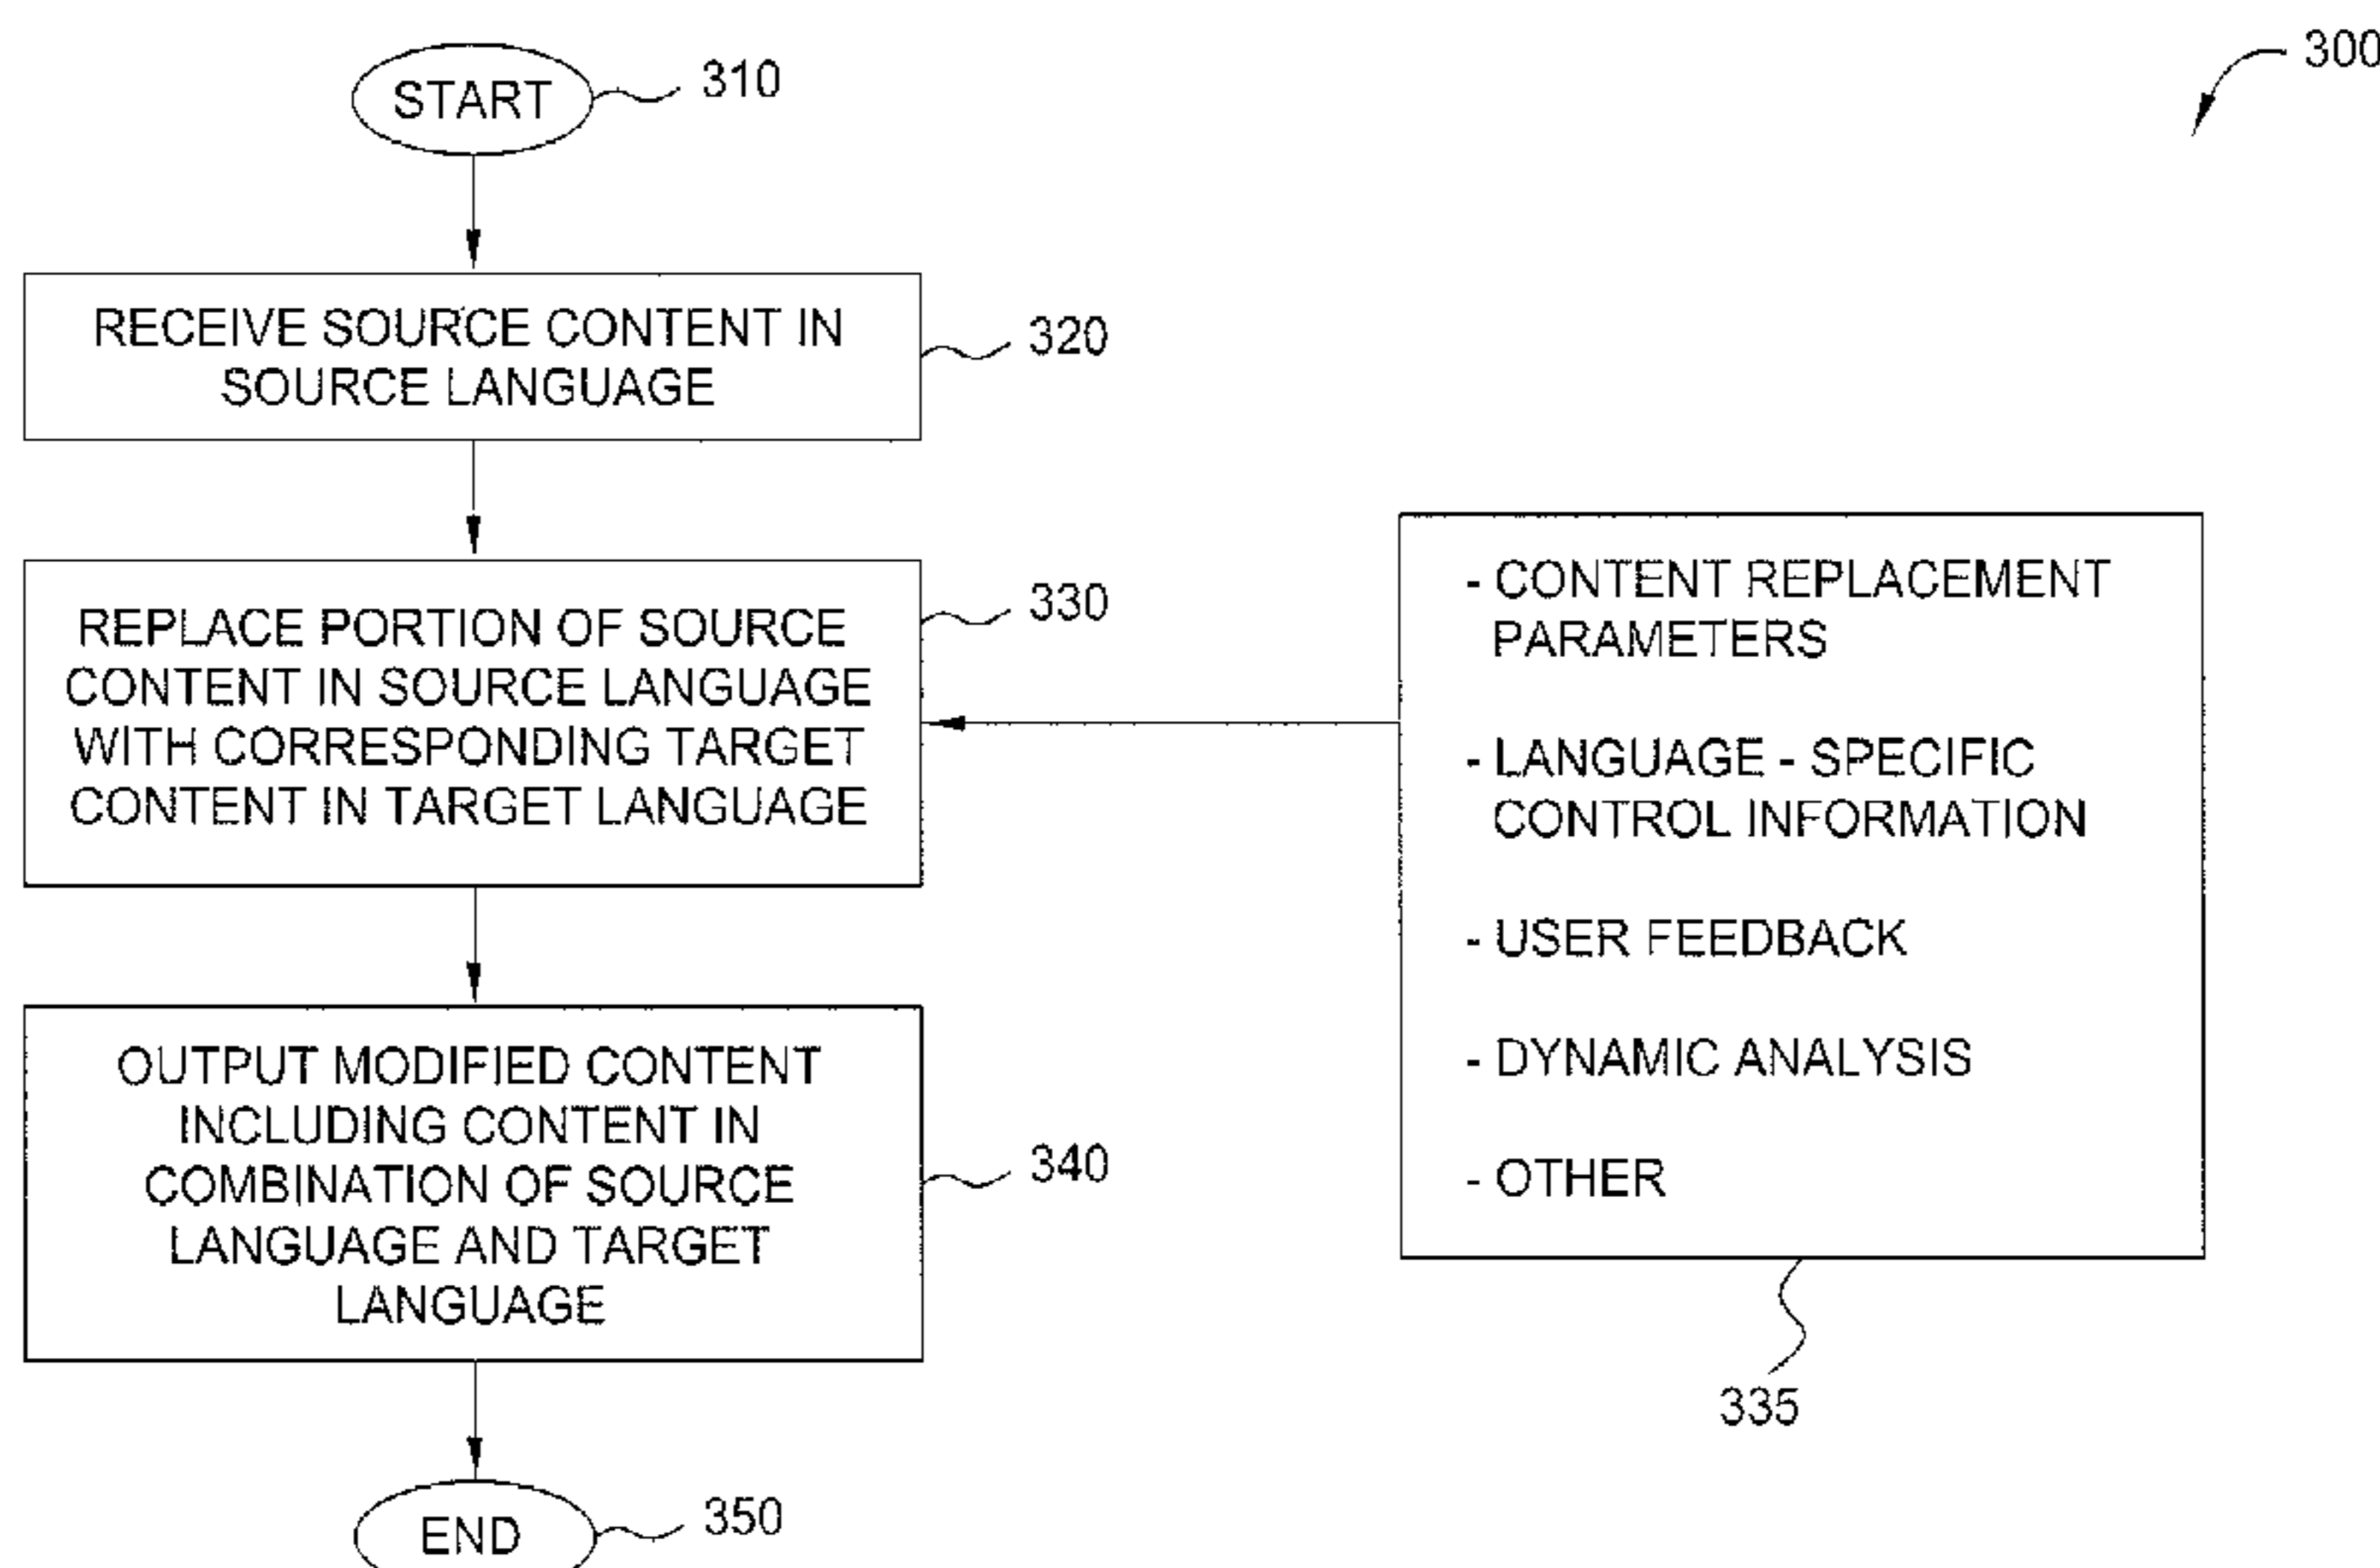 300
START
310
RECEIVE SOURCE CONTENT IN
SOURCE LANGUAGE
320
REPLACE PORTION OF SOURCE
CONTENT IN SOURCE LANGUAGE
WITH CORRESPONDING TARGET
CONTENT IN TARGET LANGUAGE
330
- CONTENT REPLACEMENT
PARAMETERS
- LANGUAGE - SPECIFIC
CONTROL INFORMATION
- USER FEEDBACK
- DYNAMIC ANALYSIS
- OTHER
335
OUTPUT MODIFIED CONTENT
INCLUDING CONTENT IN
COMBINATION OF SOURCE
LANGUAGE AND TARGET
LANGUAGE
340
END
350